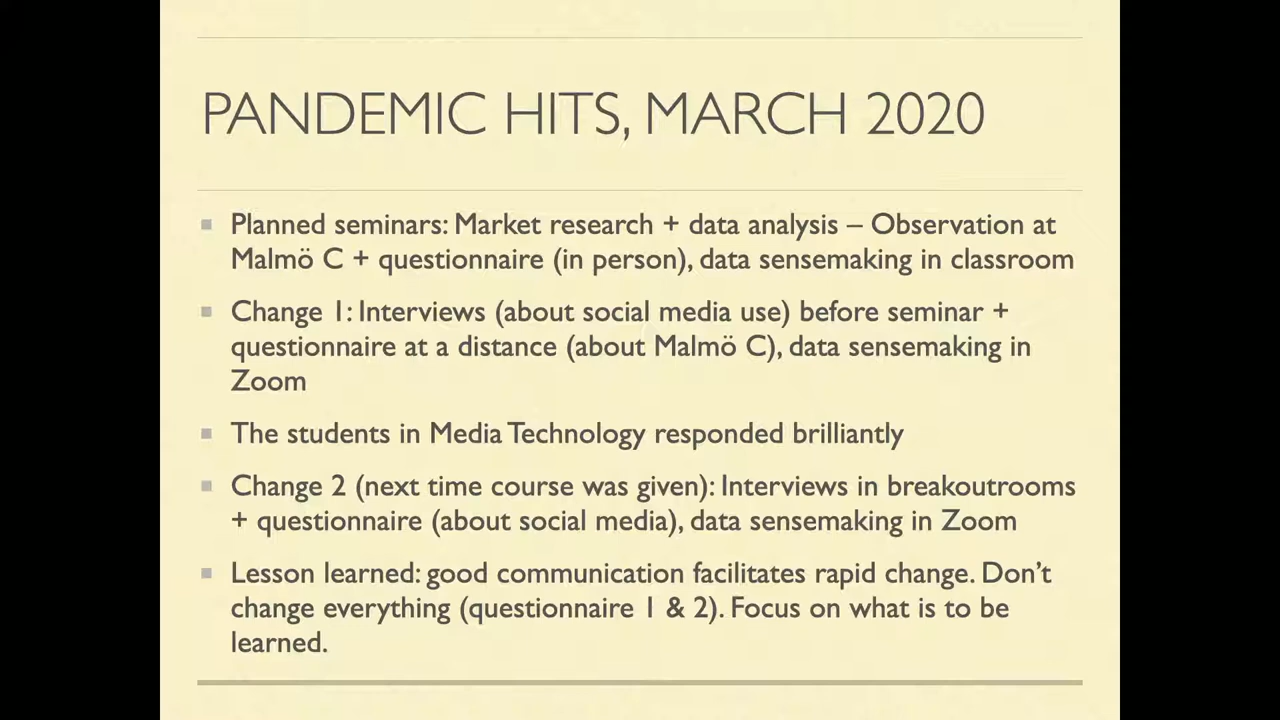 PANDEMIC HITS, MARCH 2020
Planned seminars: Market research + data analysis – Observation at
Malmö C + questionnaire (in person), data sensemaking in classroom
Change 1: Interviews (about social media use) before seminar +
questionnaire at a distance (about Malmö C), data sensemaking in
Zoom
The students in Media Technology responded brilliantly
Change 2 (next time course was given): Interviews in breakoutrooms
+ questionnaire (about social media), data sensemaking in Zoom
Lesson learned: good communication facilitates rapid change. Don’t
change everything (questionnaire 1 & 2). Focus on what is to be
learned.